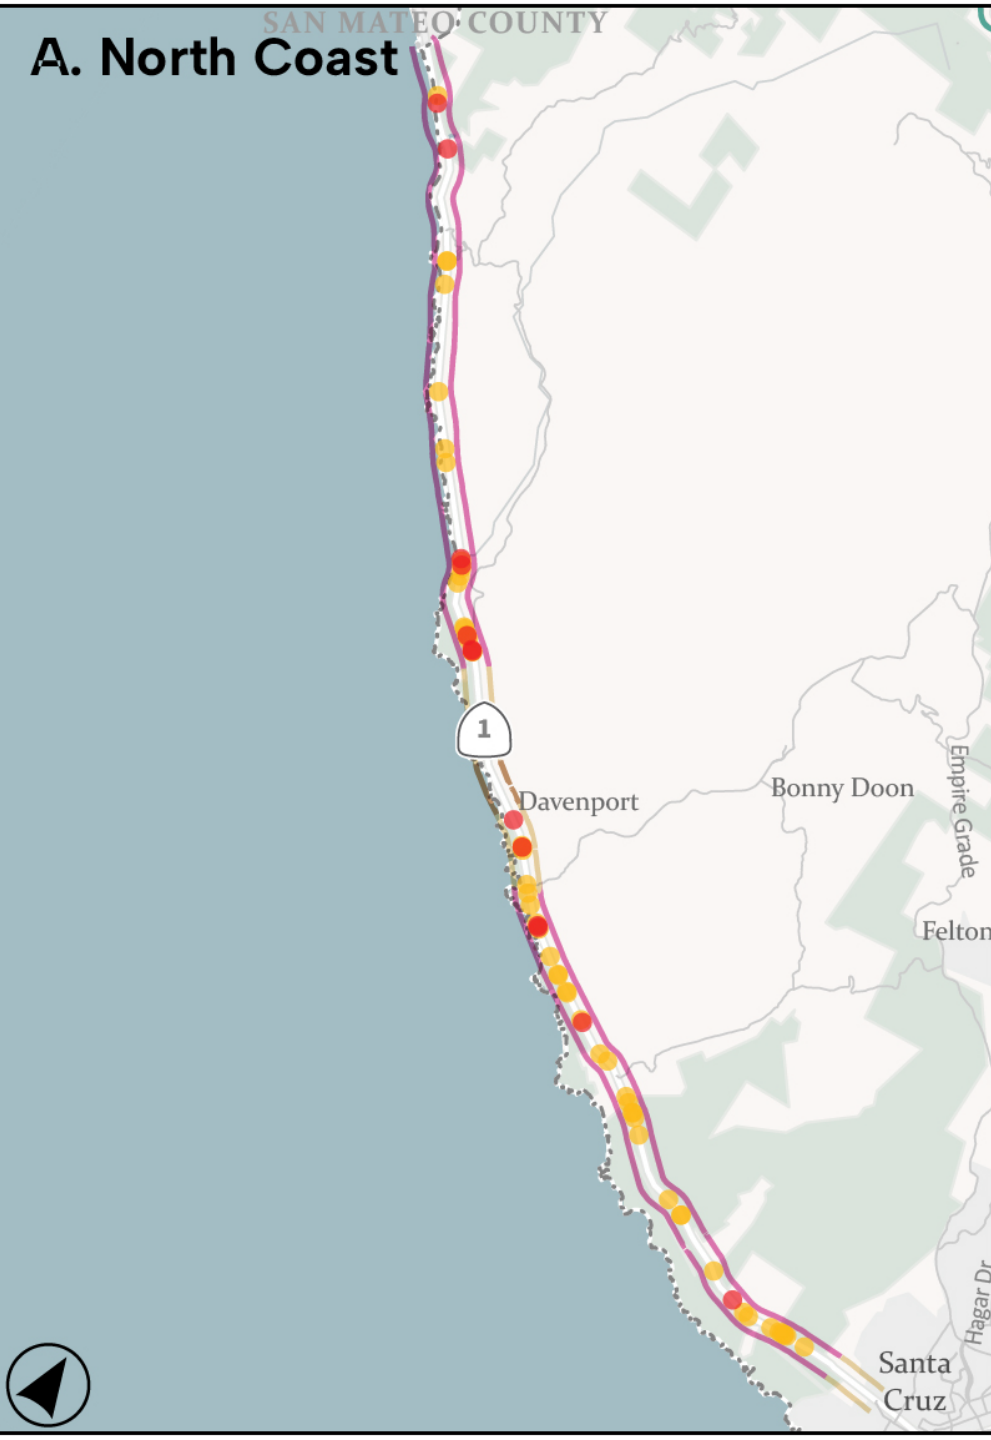 SAN MATEO COUNTY
A. North Coast
1
Davenport
Bonny Doon
Empire Grade
Felton
Hagar Dr
Santa
Cruz